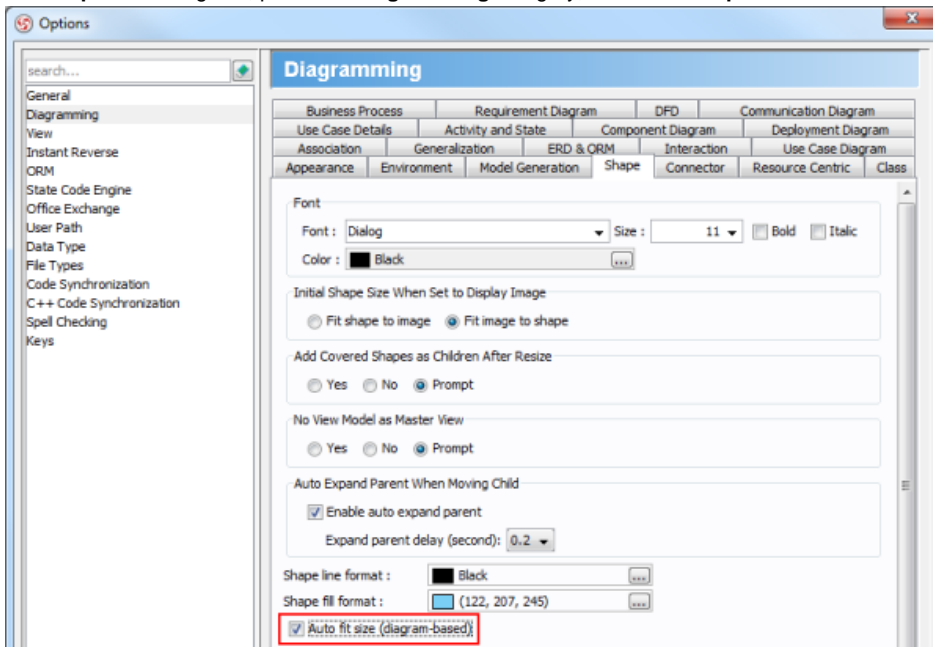 Options
search...
General
Diagramming
View
Instant Reverse
ORM
State Code Engine
Office Exchange
User Path
Data Type
File Types
Code Synchronization
C++ Code Synchronization
Spell Checking
Keys
Diagramming
Business Process Requirement Diagram DFD Communication Diagram
Use Case Details Activity and State Component Diagram Deployment Diagram
Association Generalization ERD & ORM Interaction Use Case Diagram
Appearance Environment Model Generation Shape Connector Resource Centric Class
Font
Font : Dialog Size : 11 Bold Italic
Color : Black ...
Initial Shape Size When Set to Display Image
Fit shape to image Fit image to shape
Add Covered Shapes as Children After Resize
Yes No Prompt
No View Model as Master View
Yes No Prompt
Auto Expand Parent When Moving Child
Enable auto expand parent
Expand parent delay (second): 0.2
Shape line format : Black ...
Shape fill format : (122, 207, 245) ...
Auto fit size (diagram-based)